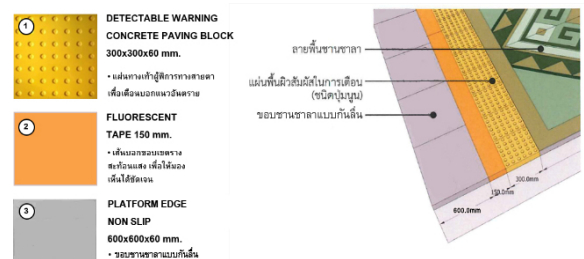 1
DETECTABLE WARNING
CONCRETE PAVING BLOCK
300x300x60 mm.
• แผ่นทางเท้าผู้พิการทางสายตา
เพื่อเตือนบอกแนวอันตราย
2
FLUORESCENT
TAPE 150 mm.
• เส้นบอกขอบเขตราง
สะท้อนแสง เพื่อให้มอง
เห็นได้ชัดเจน
3
PLATFORM EDGE
NON SLIP
600x600x60 mm.
• ขอบชานชาลาแบบกันลื่น
ลายพื้นชานชาลา
แผ่นพื้นผิวสัมผัสในการเตือน
(ชนิดปุ่มนูน)
ขอบชานชาลาแบบกันลื่น
300.0mm
150.0mm
600.0mm